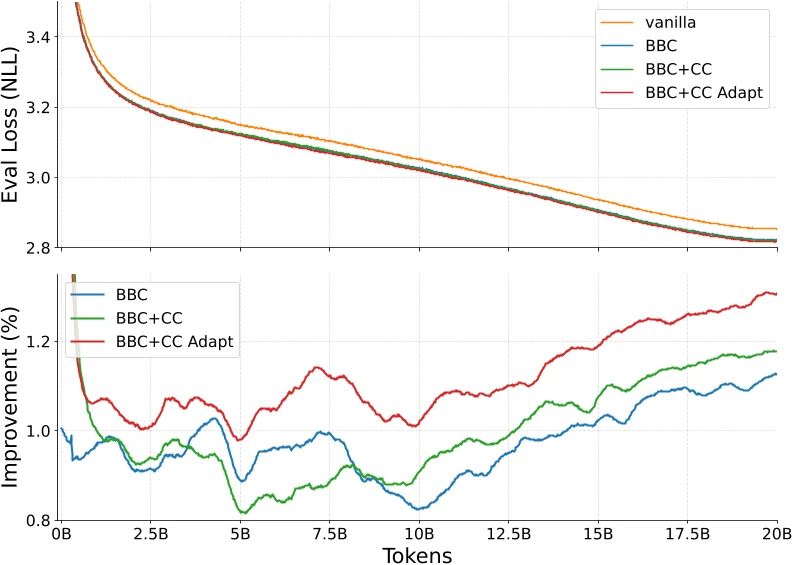 3.4
3.2
3.0
2.8
Eval Loss (NLL)
vanilla
BBC
BBC+CC
BBC+CC Adapt
1.2
1.0
0.8
Improvement (%)
BBC
BBC+CC
BBC+CC Adapt
0B 2.5B 5B 7.5B 10B 12.5B 15B 17.5B 20B
Tokens